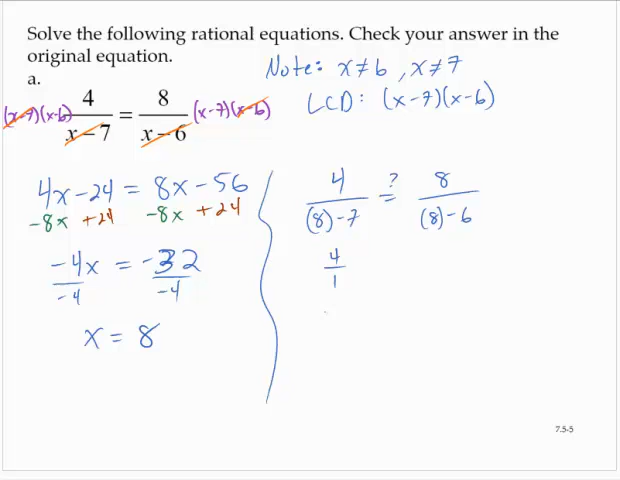 Solve the following rational equations. Check your answer in the
original equation.
a.
Note: x ≠ 6 , x ≠ 7
LCD: (x-7)(x-6)
(x-7)(x-6) 4/(x-7) = 8/(x-6) (x-7)(x-6)
4x-24 = 8x-56
-8x +24 -8x +24
-4x/-4 = -32/-4
x = 8
4/((8)-7) ?= 8/((8)-6)
4/1
7.5-5